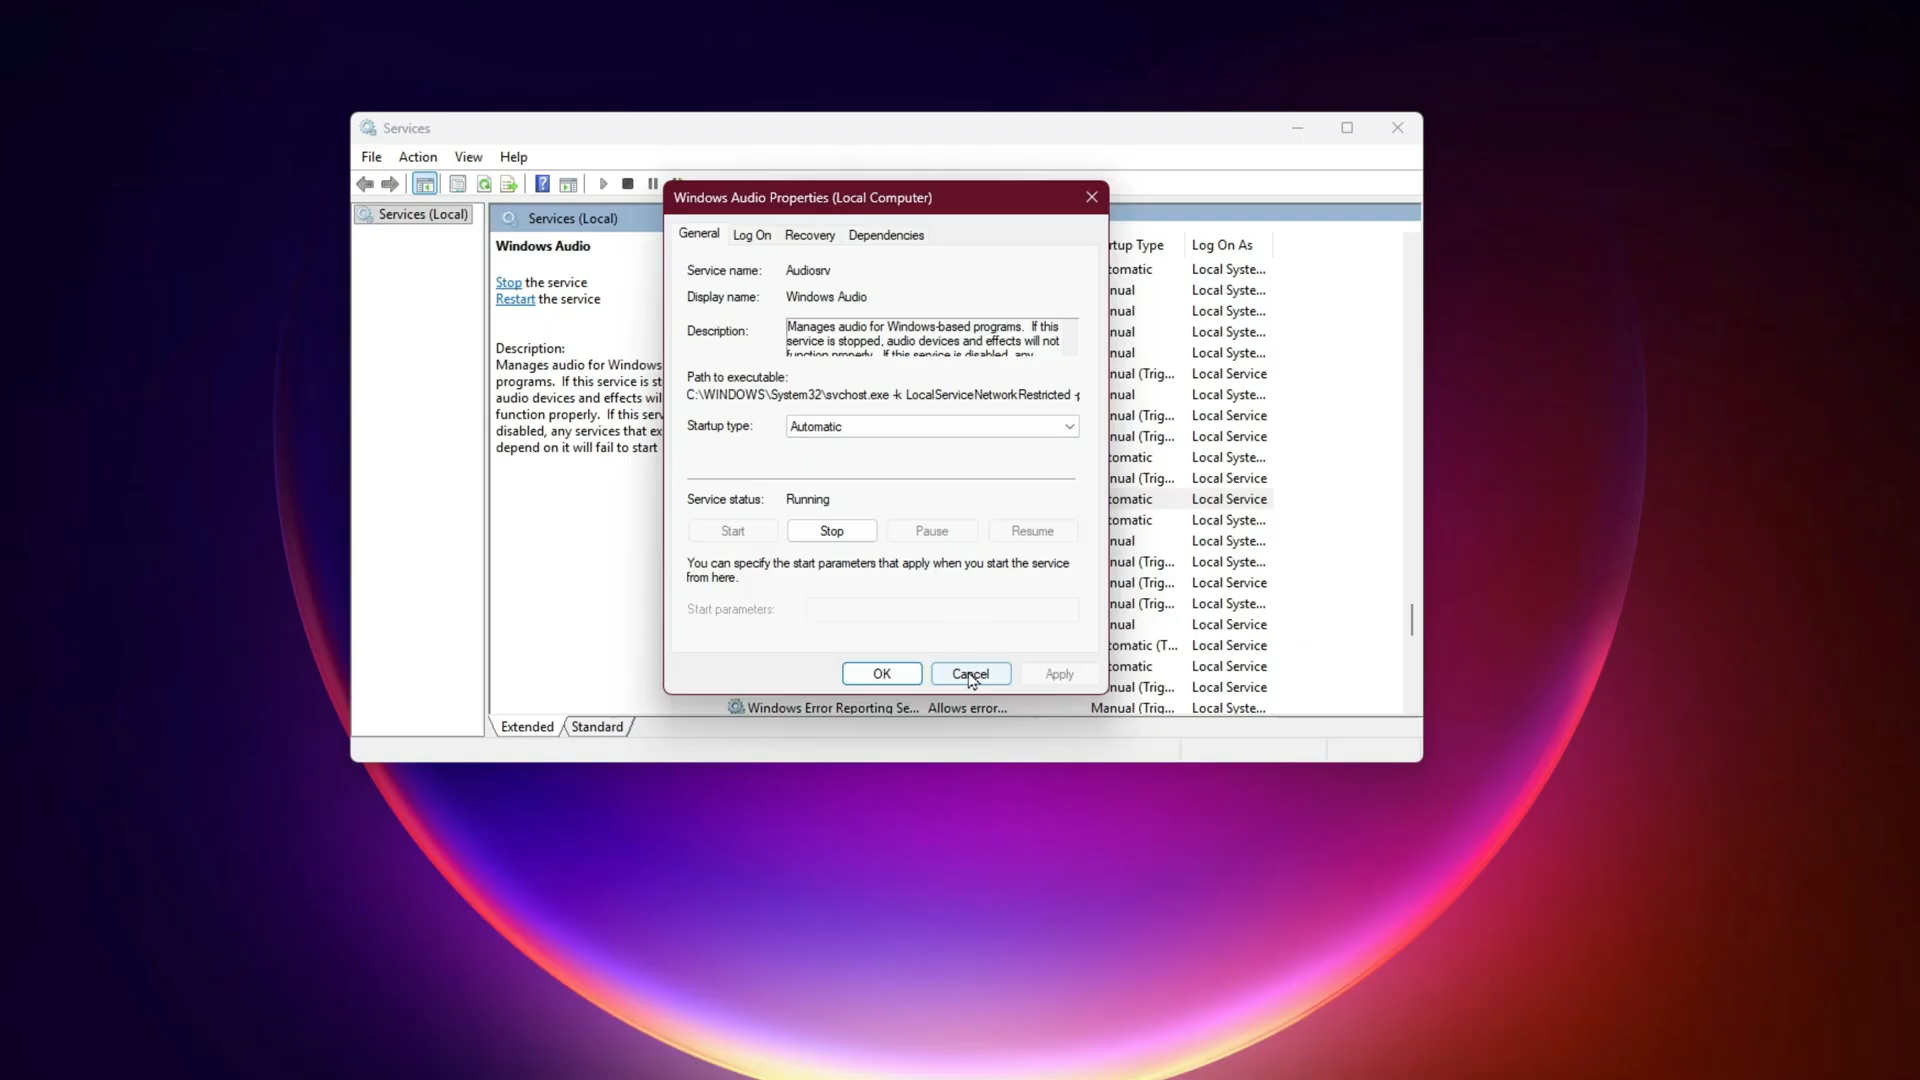 Services
File Action View Help
Services (Local)
Services (Local)
Windows Audio
Stop the service
Restart the service
Description:
Manages audio for Windows
programs. If this service is st
audio devices and effects wil
function properly. If this serv
disabled, any services that ex
depend on it will fail to start
Windows Audio Properties (Local Computer)
General Log On Recovery Dependencies
Service name: Audiosrv
Display name: Windows Audio
Description: Manages audio for Windows-based programs. If this
service is stopped, audio devices and effects will not
function properly. If this service is disabled, any
Path to executable:
C:\WINDOWS\System32\svchost.exe -k LocalServiceNetworkRestricted -p
Startup type: Automatic
Service status: Running
Start Stop Pause Resume
You can specify the start parameters that apply when you start the service
from here.
Start parameters:
OK Cancel Apply
rtup Type Log On As
tomatic Local Syste...
nual Local Syste...
nual Local Syste...
nual Local Syste...
nual Local Syste...
nual (Trig... Local Service
nual Local Syste...
nual (Trig... Local Service
nual (Trig... Local Service
tomatic Local Syste...
nual (Trig... Local Service
tomatic Local Service
tomatic Local Syste...
nual Local Syste...
nual (Trig... Local Syste...
nual (Trig... Local Service
nual (Trig... Local Syste...
nual Local Service
tomatic (T... Local Service
tomatic Local Service
nual (Trig... Local Service
Windows Error Reporting Se... Allows error... Manual (Trig... Local Syste...
Extended Standard